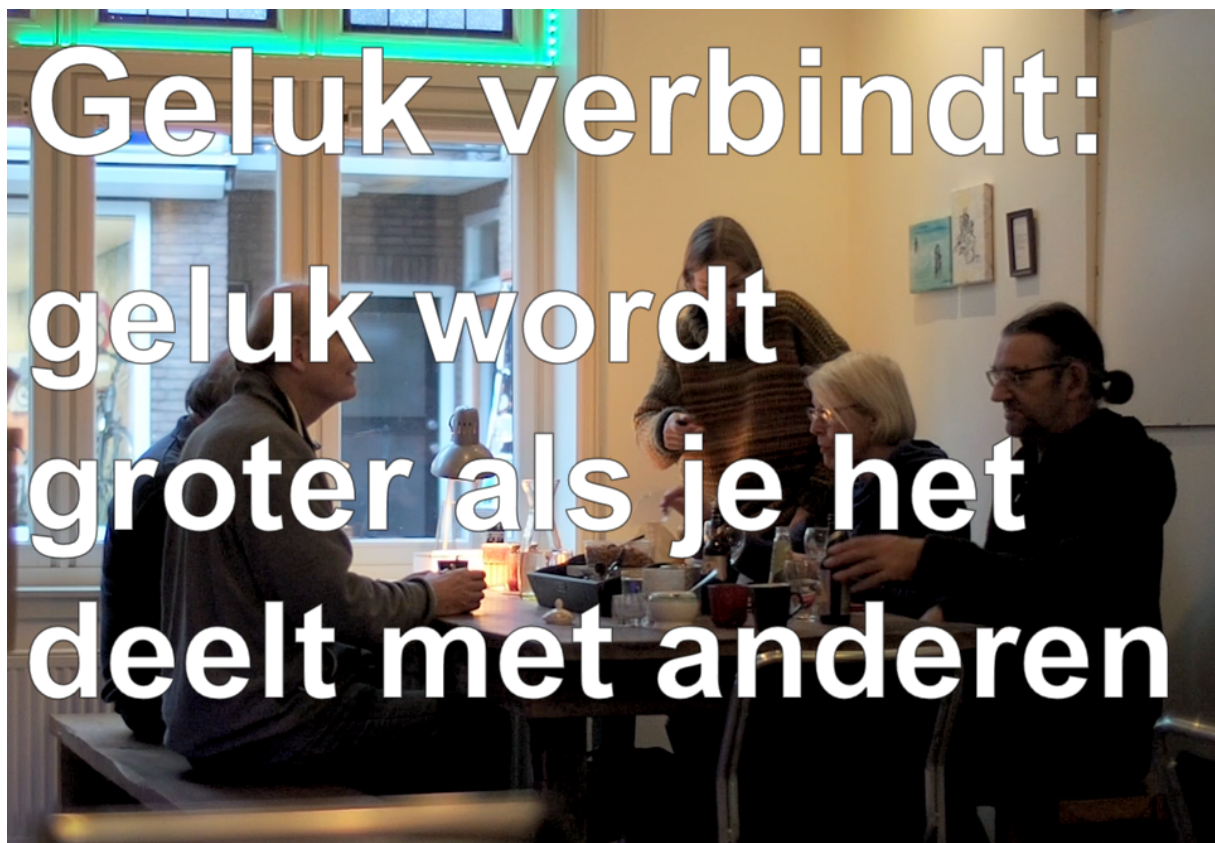 Geluk verbindt:
geluk wordt
groter als je het
deelt met anderen